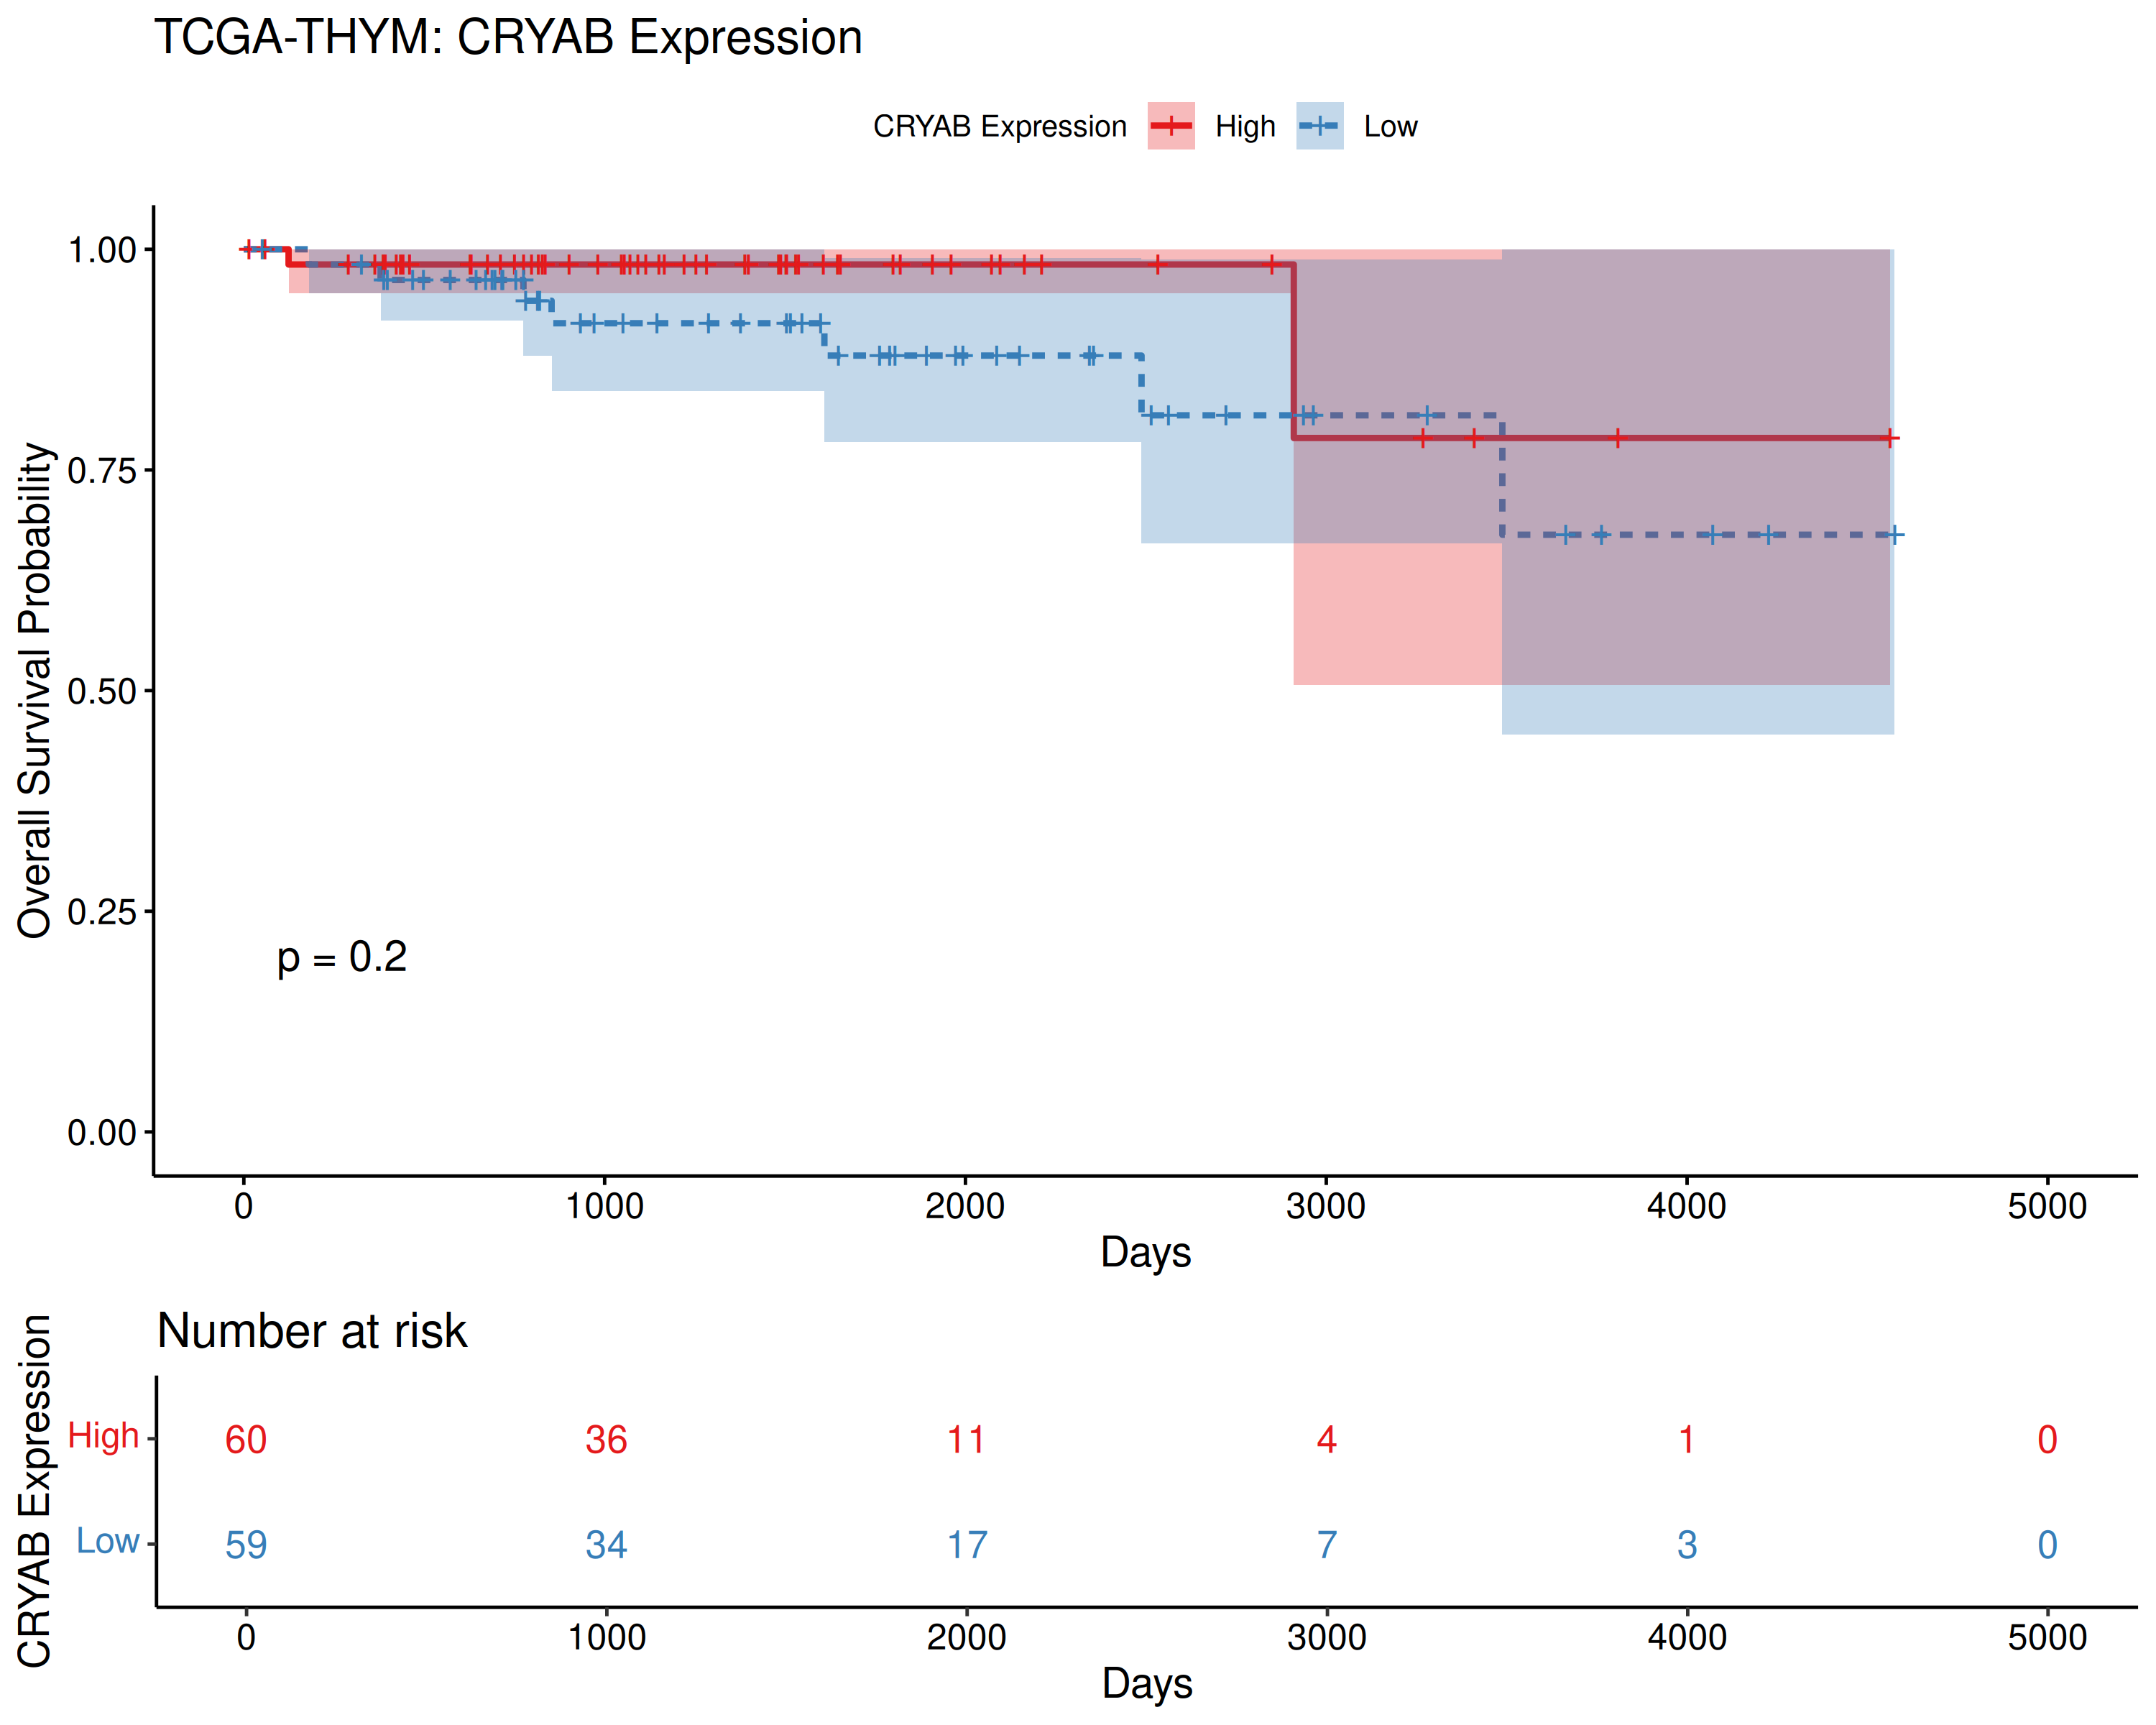 TCGA-THYM: CRYAB Expression
CRYAB Expression High Low
Overall Survival Probability
1.00
0.75
0.50
0.25
0.00
p = 0.2
0 1000 2000 3000 4000 5000
Days
Number at risk
CRYAB Expression
High 60 36 11 4 1 0
Low 59 34 17 7 3 0
0 1000 2000 3000 4000 5000
Days